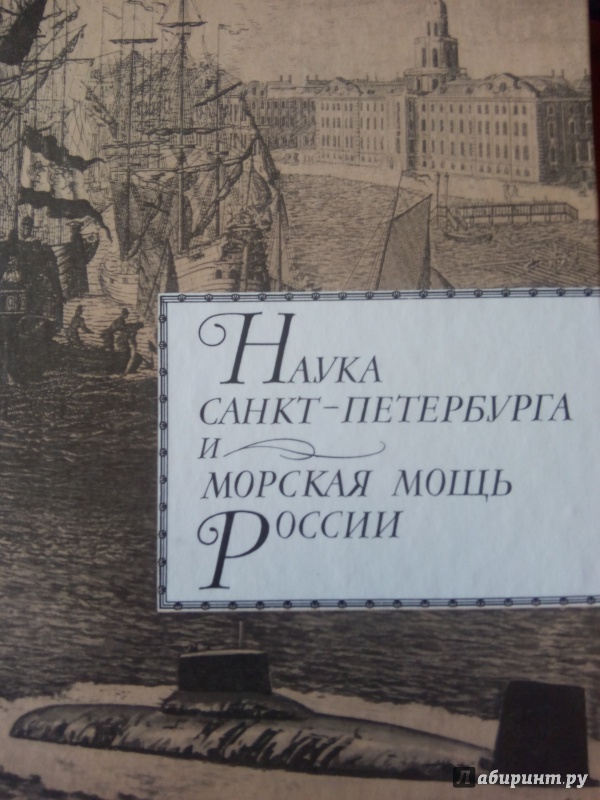 Наука
Санкт-Петербурга
и
морская мощь
России
Лабиринт.ру